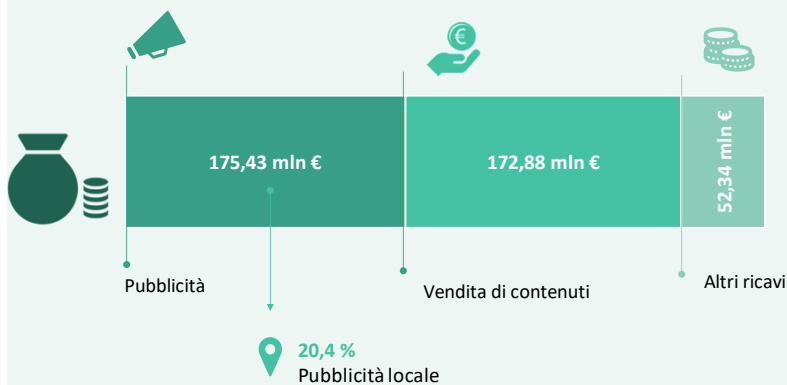 175,43 mln €
172,88 mln €
52,34 mln €
Pubblicità
Vendita di contenuti
Altri ricavi
20,4 %
Pubblicità locale